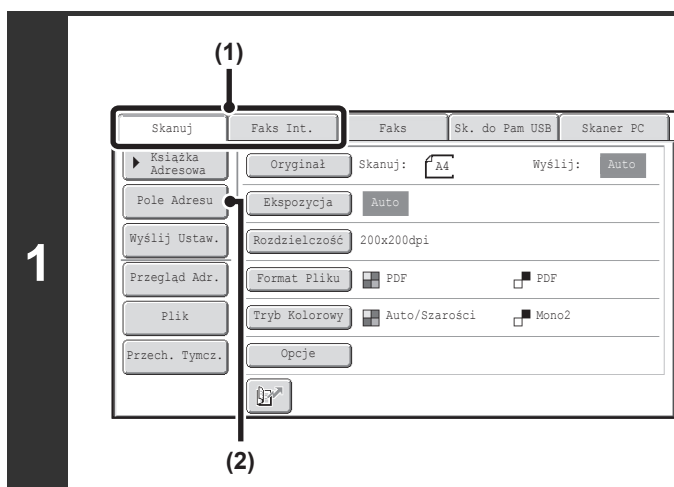 (1)
Skanuj Faks Int. Faks Sk. do Pam USB Skaner PC
Książka
Adresowa
Oryginał Skanuj: A4 Wyślij: Auto
Pole Adresu Ekspozycja Auto
Wyślij Ustaw. Rozdzielczość 200x200dpi
1
Przegląd Adr. Format Pliku PDF PDF
Plik Tryb Kolorowy Auto/Szarości Mono2
Przech. Tymcz. Opcje
(2)